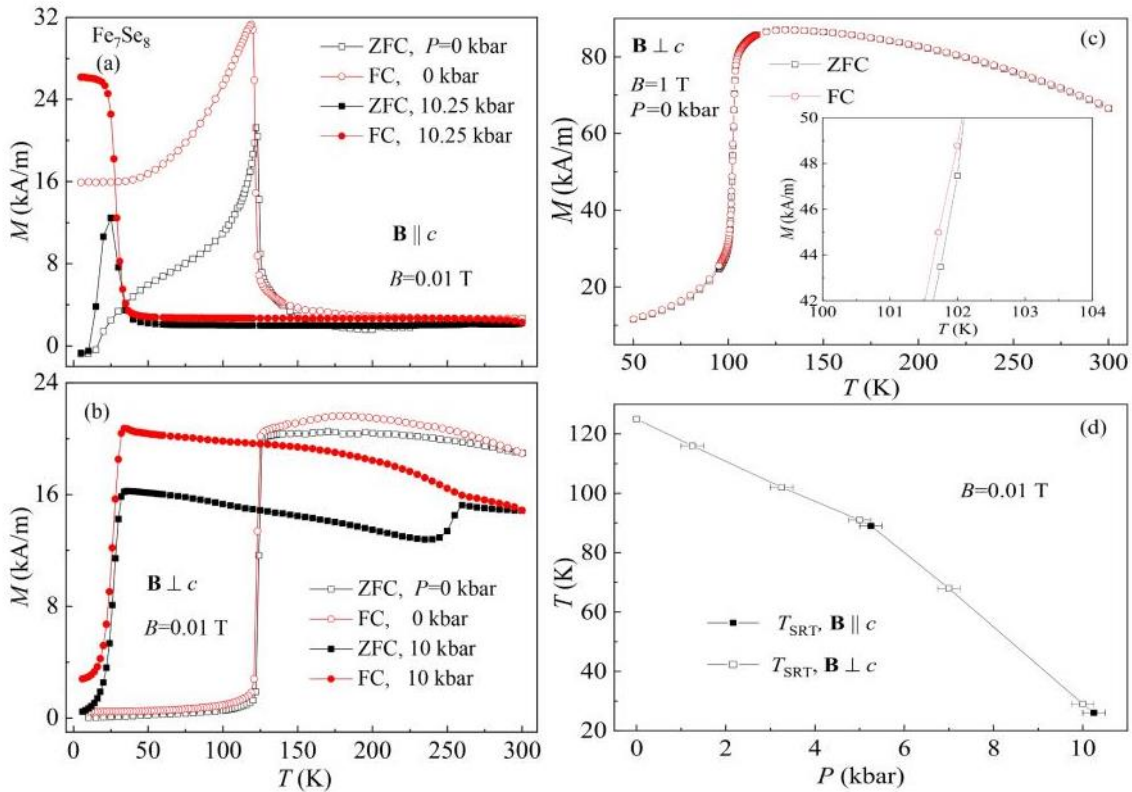 Fe₇Se₈
(a)
ZFC, P=0 kbar
FC, 0 kbar
ZFC, 10.25 kbar
FC, 10.25 kbar
B || c
B=0.01 T
M (kA/m)
32
24
16
8
0
(b)
B ⊥ c
B=0.01 T
ZFC, P=0 kbar
FC, 0 kbar
ZFC, 10 kbar
FC, 10 kbar
M (kA/m)
24
16
8
0
0 50 100 150 200 250 300
T (K)
(c)
B ⊥ c
B=1 T
P=0 kbar
ZFC
FC
M (kA/m)
80
60
40
20
0
50 100 150 200 250 300
T (K)
M (kA/m)
50
48
46
44
42
100 101 102 103 104
T (K)
(d)
B=0.01 T
T_SRT, B || c
T_SRT, B ⊥ c
T (K)
120
100
80
60
40
20
0 2 4 6 8 10
P (kbar)